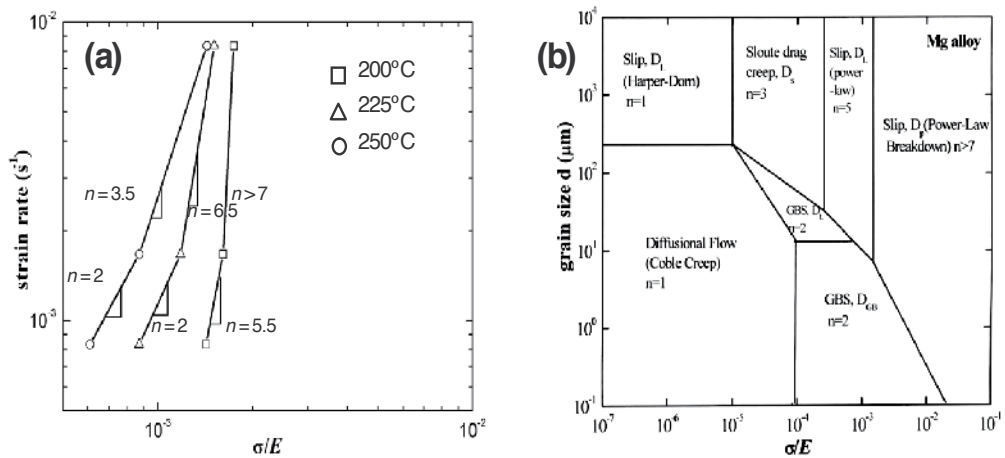 (a)
10⁻²
10⁻³
strain rate (s⁻¹)
□ 200°C
△ 225°C
○ 250°C
n = 3.5
n = 6.5
n > 7
n = 2
n = 2
n = 5.5
10⁻³
10⁻²
σ/E
(b)
10⁴
10³
10²
10¹
10⁰
10⁻¹
grain size d (μm)
Slip, D_L
(Harper-Dorn)
n=1
Sloute drag
creep, D_s
n=3
Slip, D_L
(power
-law)
n=5
Mg alloy
Slip, D_P(Power-Law
Breakdown) n>7
GBS, D_L
n=2
Diffusional Flow
(Coble Creep)
n=1
GBS, D_GB
n=2
10⁻⁷
10⁻⁶
10⁻⁵
10⁻⁴
10⁻³
10⁻²
10⁻¹
σ/E